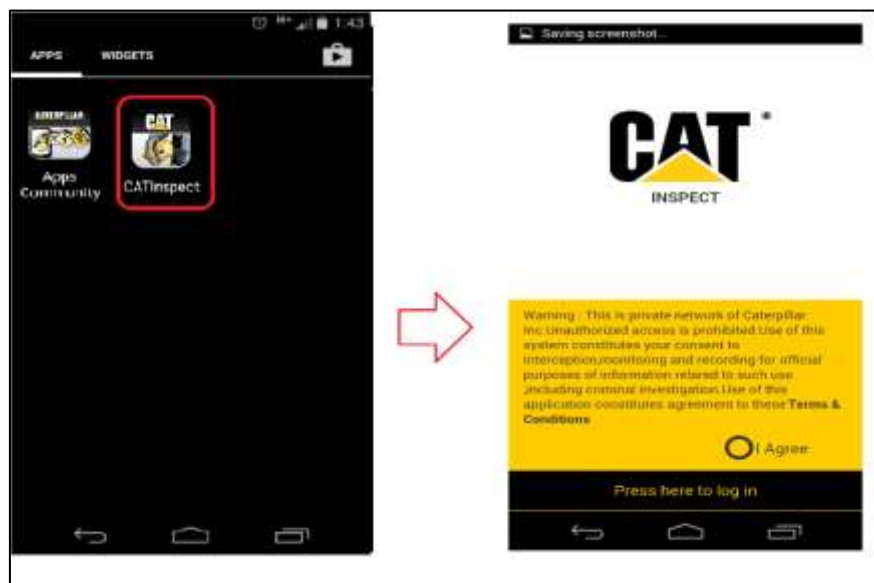 1:43
APPS WIDGETS
CATERPILLAR
CAT
Apps
Community
CATInspect
Saving screenshot...
CAT
INSPECT
Warning : This is private network of Caterpillar
Inc.Unauthorized access is prohibited.Use of this
system constitutes your consent to
interception,monitoring and recording for official
purposes of information related to such use
,including criminal investigation.Use of this
application constitutes agreement to these Terms &
Conditions
I Agree
Press here to log in